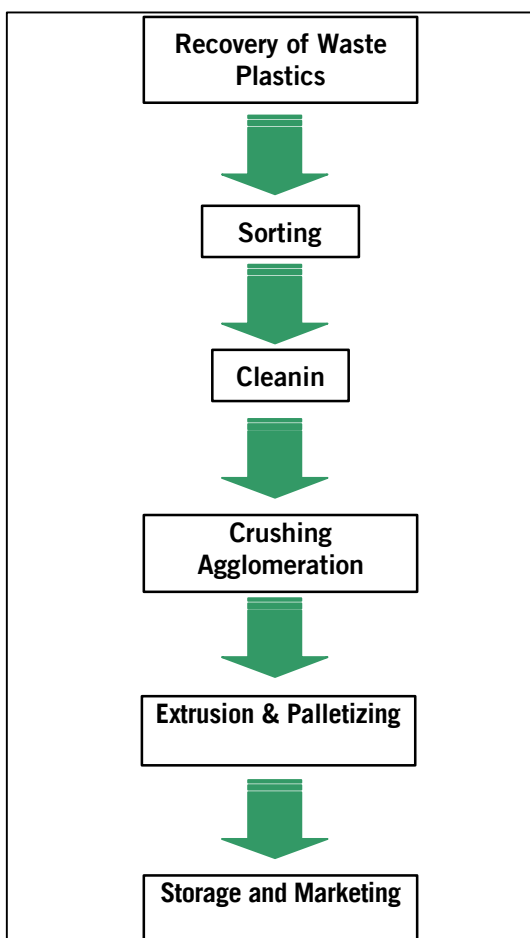 Recovery of Waste
Plastics
Sorting
Cleanin
Crushing
Agglomeration
Extrusion & Palletizing
Storage and Marketing